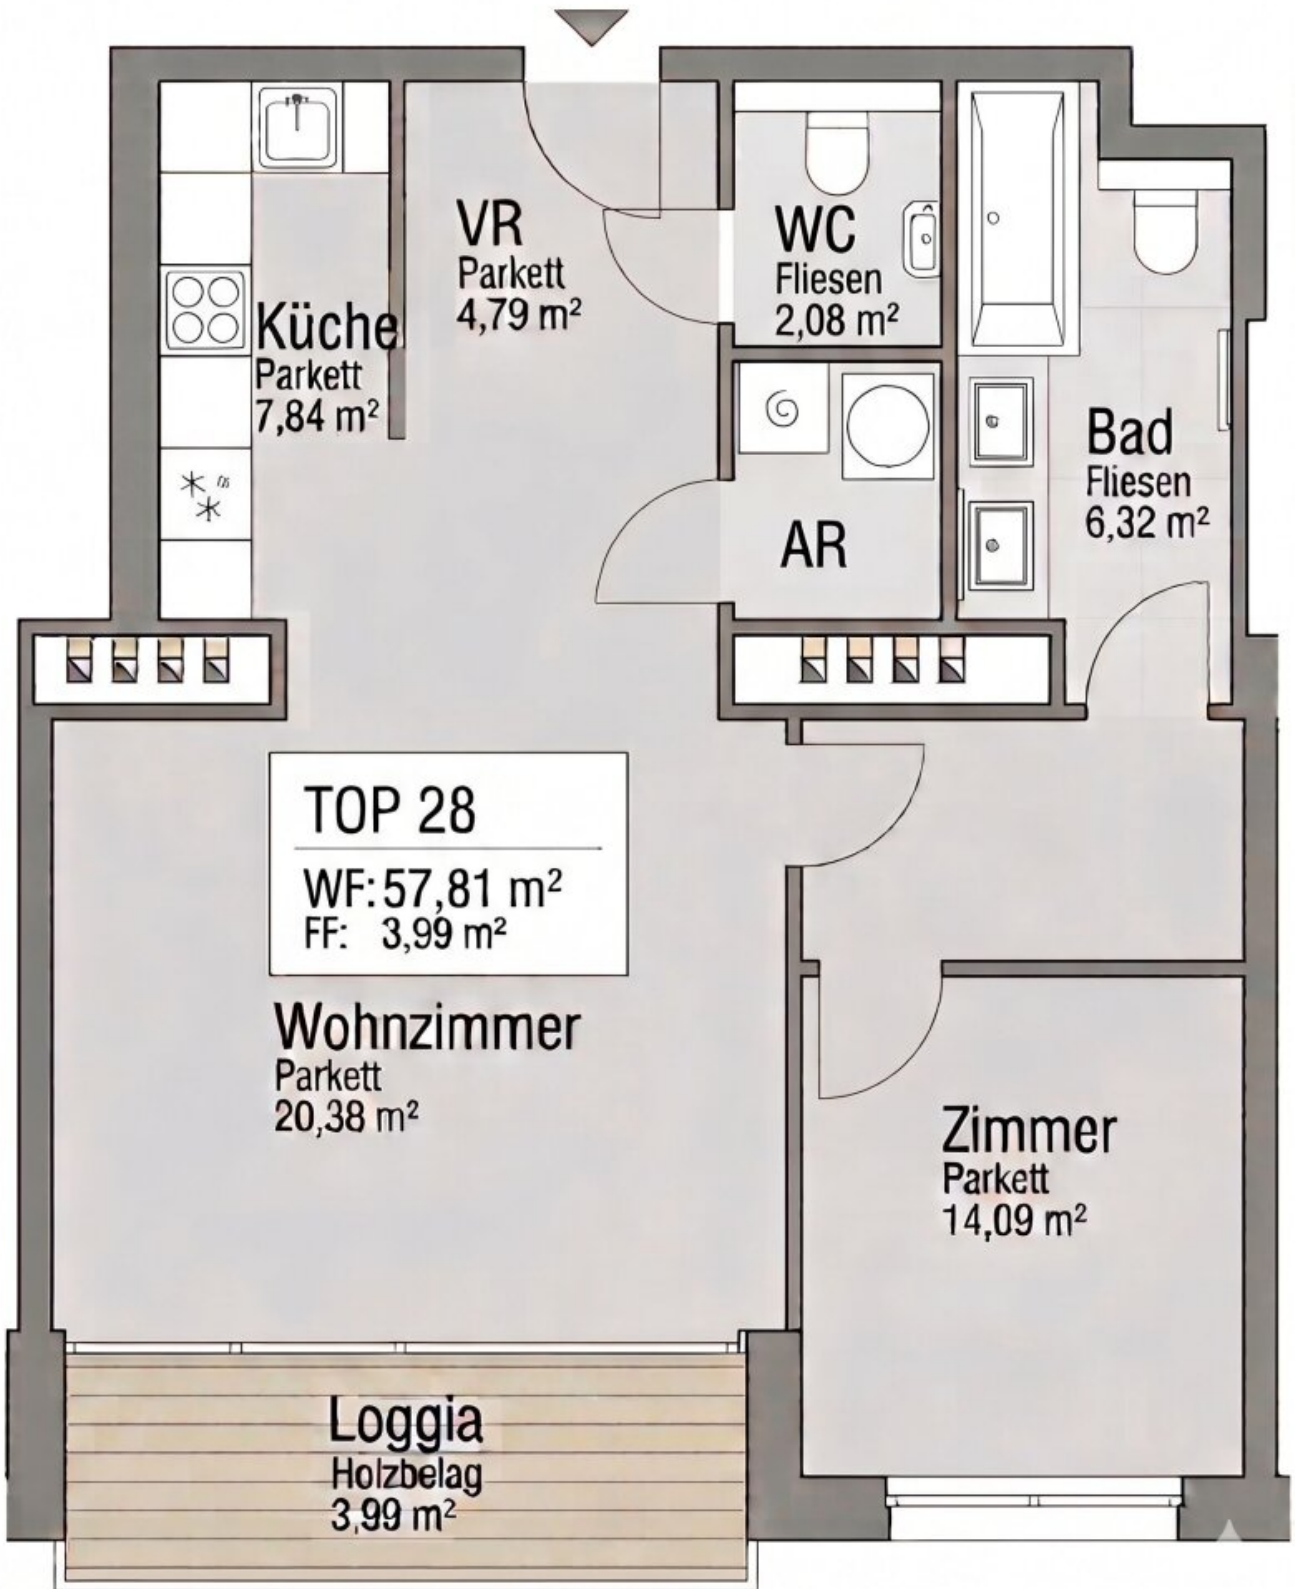 VR
Parkett
4,79 m²
WC
Fliesen
2,08 m²
Küche
Parkett
7,84 m²
Bad
Fliesen
6,32 m²
AR
TOP 28
WF: 57,81 m²
FF: 3,99 m²
Wohnzimmer
Parkett
20,38 m²
Zimmer
Parkett
14,09 m²
Loggia
Holzbelag
3,99 m²